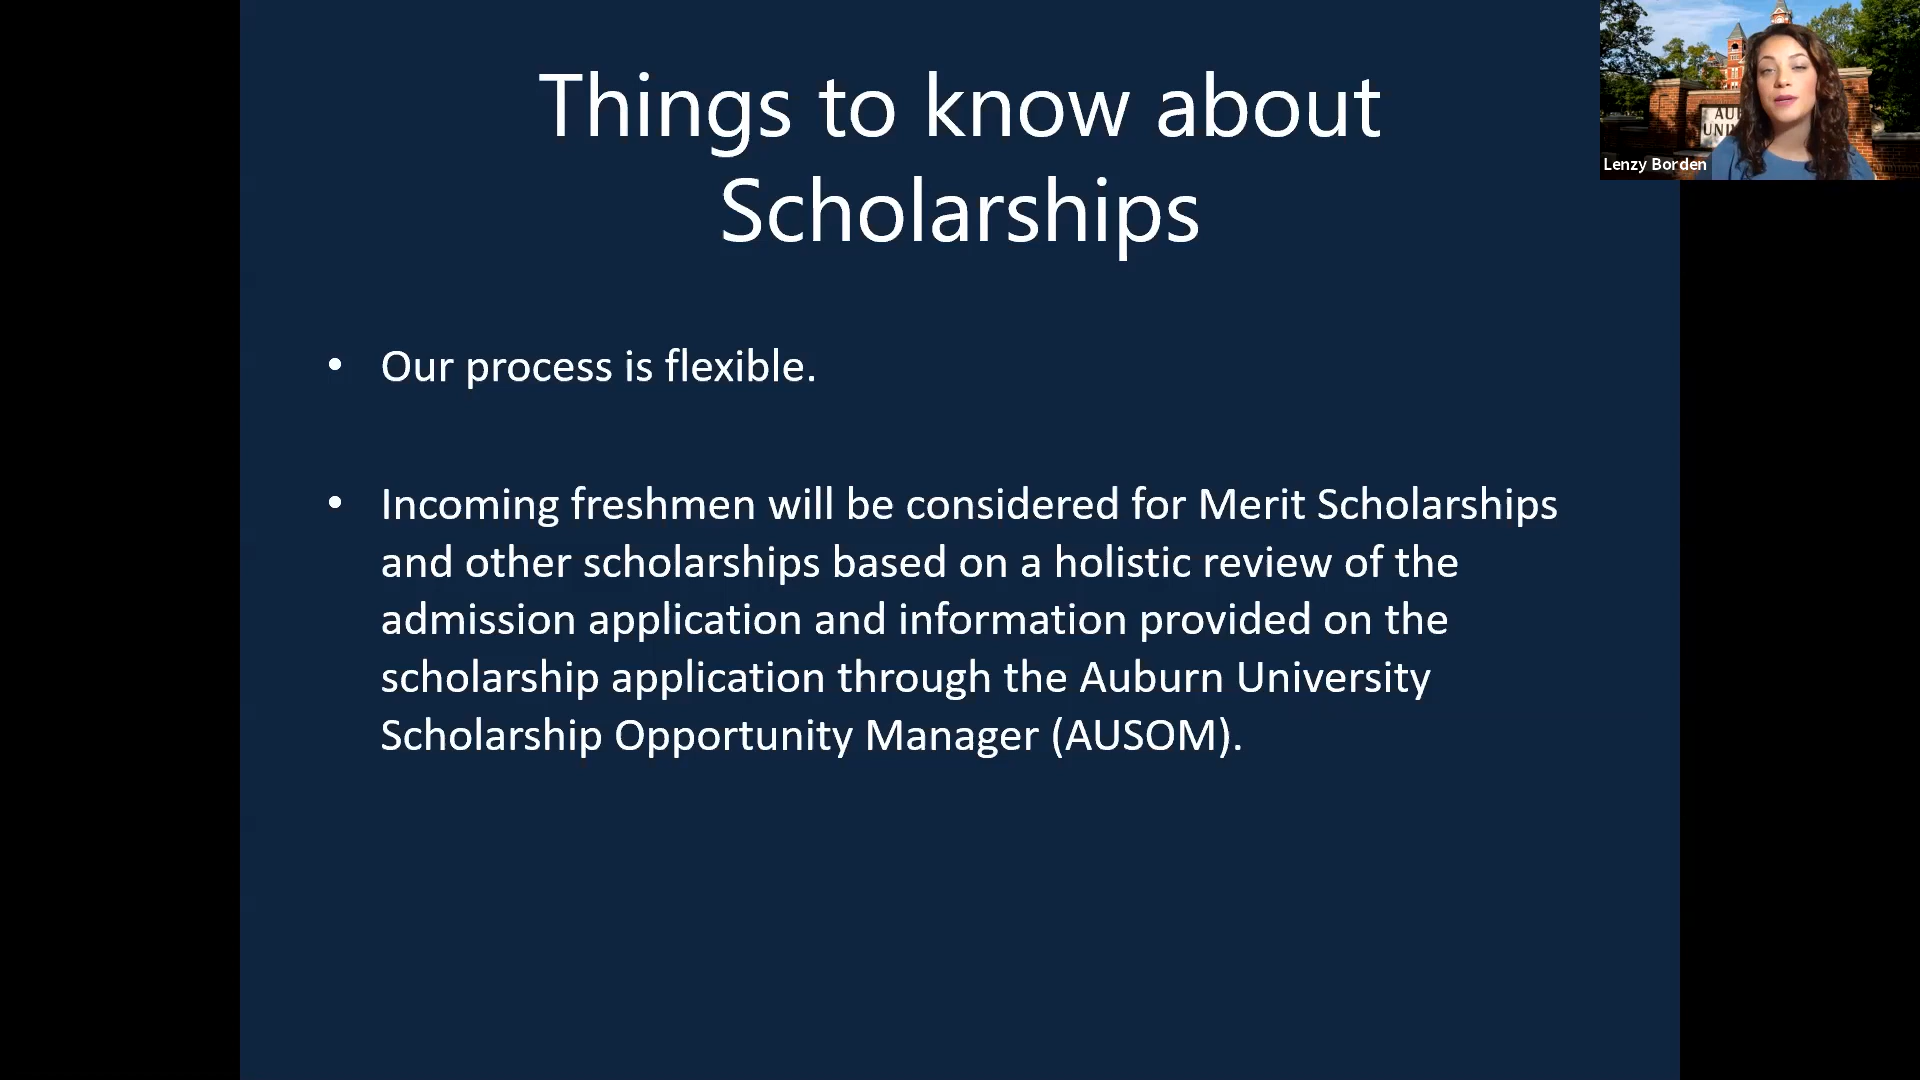 Things to know about
Scholarships
• Our process is flexible.
• Incoming freshmen will be considered for Merit Scholarships
and other scholarships based on a holistic review of the
admission application and information provided on the
scholarship application through the Auburn University
Scholarship Opportunity Manager (AUSOM).
Lenzy Borden